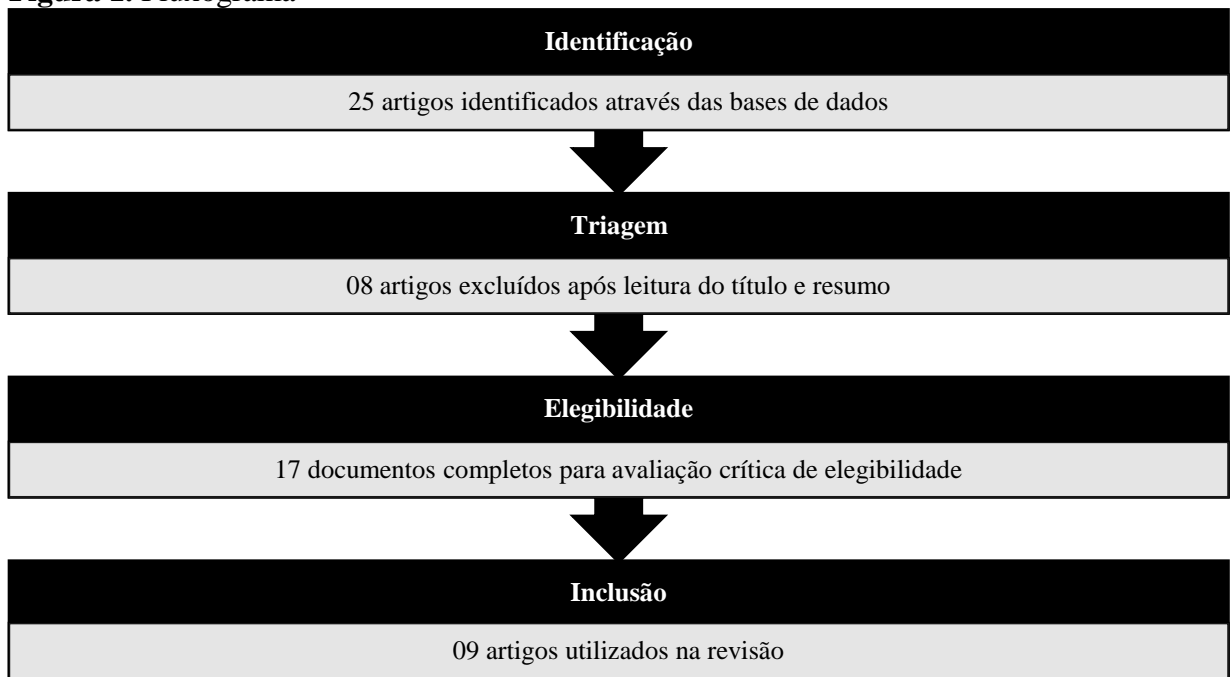 Identificação
25 artigos identificados através das bases de dados
Triagem
08 artigos excluídos após leitura do título e resumo
Elegibilidade
17 documentos completos para avaliação crítica de elegibilidade
Inclusão
09 artigos utilizados na revisão